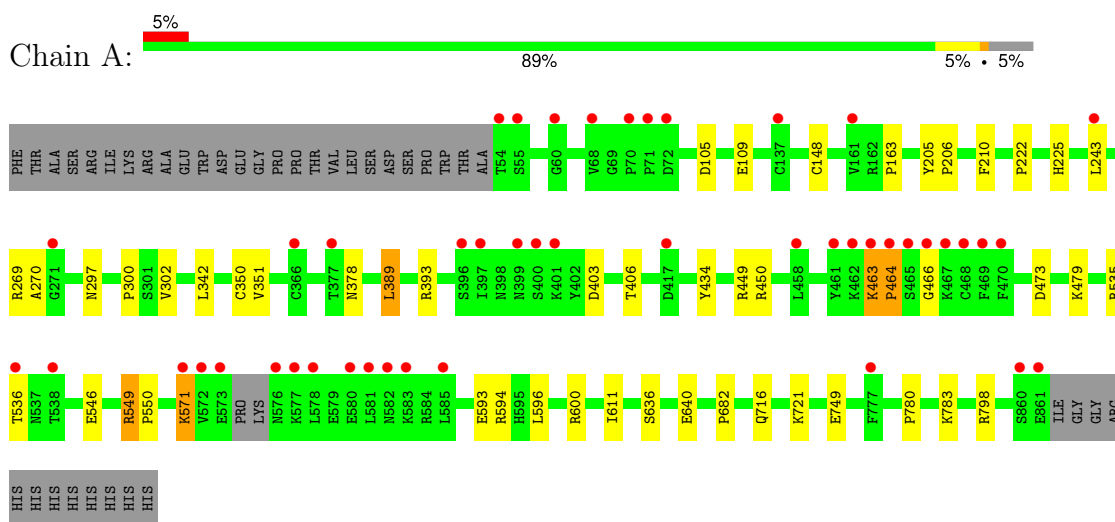 5%
Chain A:
89% 5% • 5%
PHE THR ALA SER ARG ILE LYS ARG ALA GLU TRP ASP GLU GLY PRO PRO THR VAL LEU SER ASP SER PRO TRP THR ALA T54 S55 G60 V68 G69 P70 P71 D72 D105 E109 C137 C148 V161 R162 P163 Y205 P206 F210 P222 H225 L243
R269 A270 G271 N297 P300 S301 V302 L342 C350 V351 C366 T377 N378 L389 R393 S396 I397 N398 N399 S400 K401 Y402 D403 T406 D417 Y434 R449 R450 L458 Y461 K462 K463 P464 S465 G466 K467 C468 F469 F470 D473 K479 R535
T536 N537 T538 E546 R549 P550 K571 V572 E573 PRO LYS N576 K577 L578 E579 E580 L581 N582 K583 R584 L585 E593 R594 H595 L596 R600 I611 S636 E640 P682 Q716 K721 E749 F777 P780 K783 R798 S860 E861 ILE GLY GLY ARG
HIS HIS HIS HIS HIS HIS HIS HIS